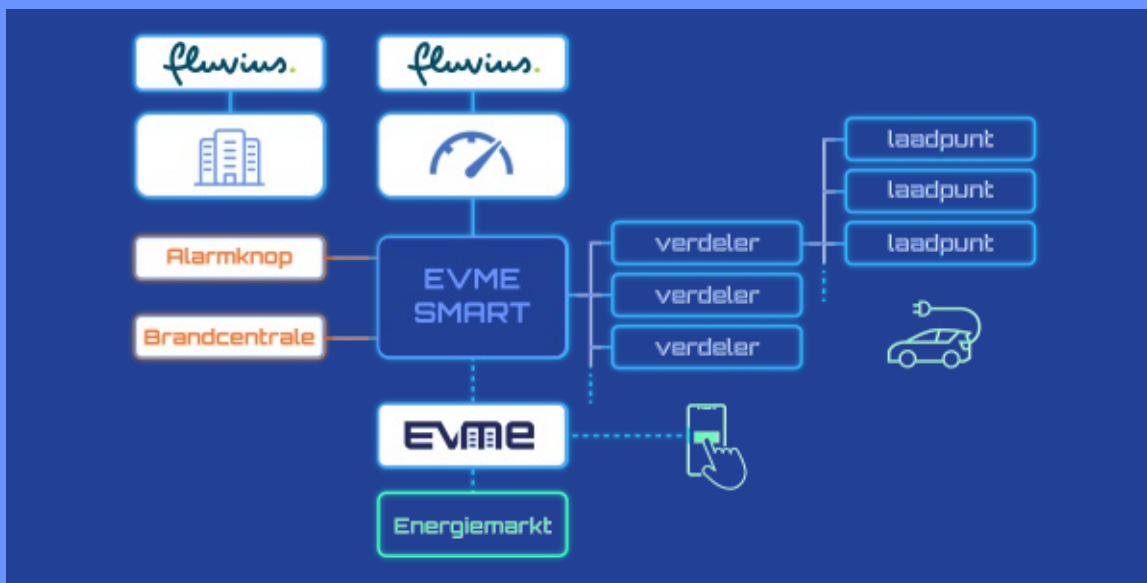 fluvius.
fluvius.
laadpunt
laadpunt
laadpunt
Alarmknop
Brandcentrale
EVME
SMART
verdeler
verdeler
verdeler
EVME
Energiemarkt